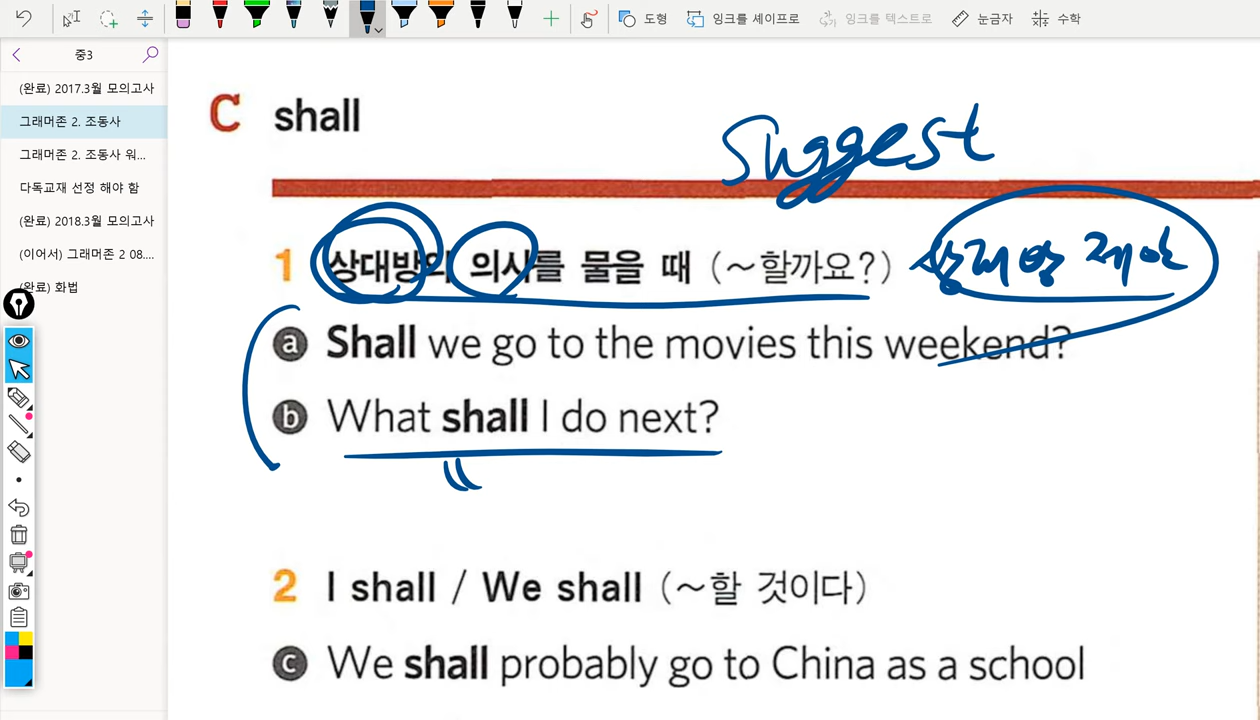 도형
잉크를 셰이프로
잉크를 텍스트로
눈금자
수학
중3
(완료) 2017.3월 모의고사
그래머존 2. 조동사
그래머존 2. 조동사 워...
다독교재 선정 해야 함
(완료) 2018.3월 모의고사
(이어서) 그래머존 2 08....
(완료) 화법
C shall
Suggest
1 상대방의 의사를 물을 때 (~할까요?) 상대방 제안
a Shall we go to the movies this weekend?
b What shall I do next?
2 I shall / We shall (~할 것이다)
c We shall probably go to China as a school